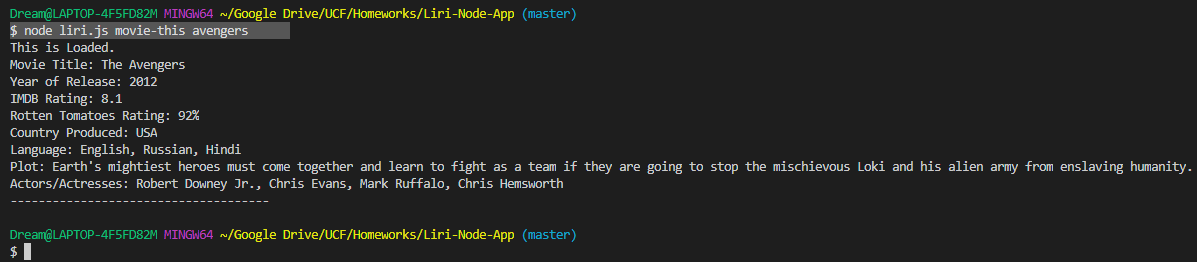 Dream@LAPTOP-4F5FD82M MINGW64 ~/Google Drive/UCF/Homeworks/Liri-Node-App (master)
$ node liri.js movie-this avengers
This is Loaded.
Movie Title: The Avengers
Year of Release: 2012
IMDB Rating: 8.1
Rotten Tomatoes Rating: 92%
Country Produced: USA
Language: English, Russian, Hindi
Plot: Earth's mightiest heroes must come together and learn to fight as a team if they are going to stop the mischievous Loki and his alien army from enslaving humanity.
Actors/Actresses: Robert Downey Jr., Chris Evans, Mark Ruffalo, Chris Hemsworth
-------------------------------------
Dream@LAPTOP-4F5FD82M MINGW64 ~/Google Drive/UCF/Homeworks/Liri-Node-App (master)
$